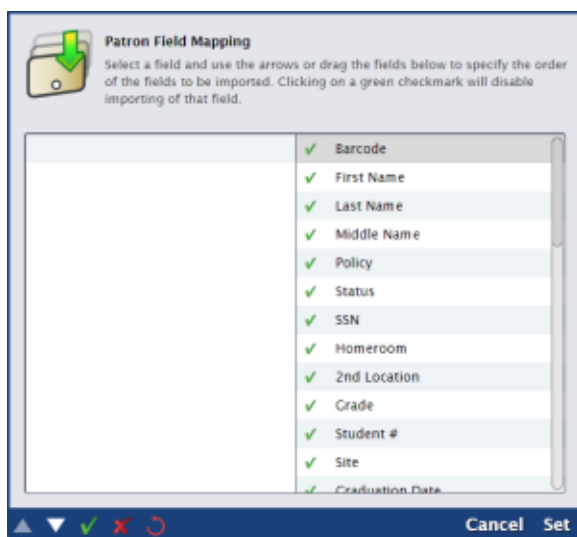 Patron Field Mapping
Select a field and use the arrows or drag the fields below to specify the order
of the fields to be imported. Clicking on a green checkmark will disable
importing of that field.
Barcode
First Name
Last Name
Middle Name
Policy
Status
SSN
Homeroom
2nd Location
Grade
Student #
Site
Graduation Date
Cancel Set